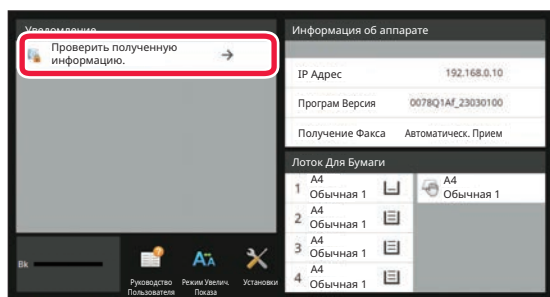 Уведомление
Проверить полученную
информацию.
Информация об аппарате
IP Адрес 192.168.0.10
Програм Версия 0078Q1Af_23030100
Получение Факса Автоматическ. Прием
Лоток Для Бумаги
1 A4
Обычная 1
A4
Обычная 1
2 A4
Обычная 1
3 A4
Обычная 1
4 A4
Обычная 1
Bk
Руководство
Пользователя
Режим Увелич.
Показа
Установки